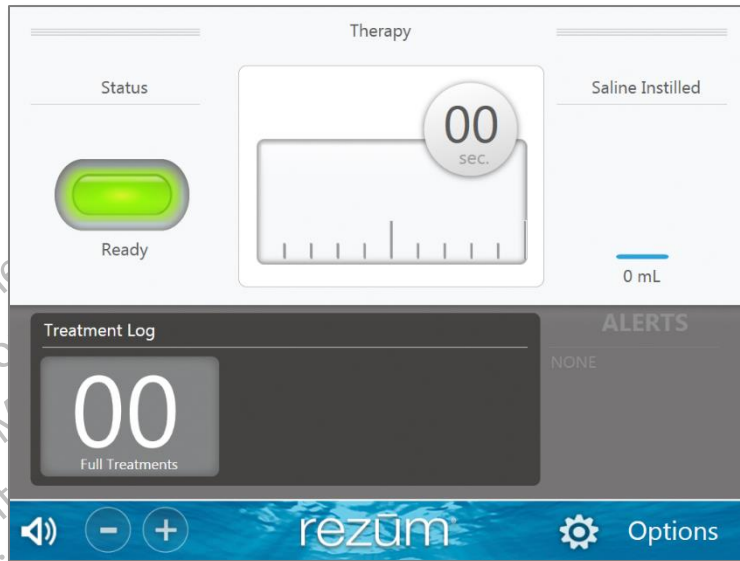 Therapy
Status
Saline Instilled
00
sec.
Ready
0 mL
Treatment Log
ALERTS
NONE
00
Full Treatments
rezūm
Options